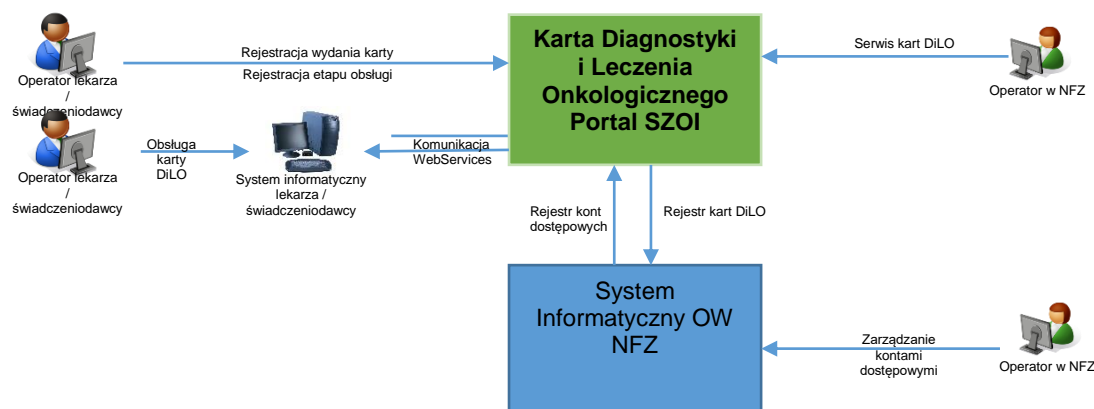 Rejestracja wydania karty
Rejestracja etapu obsługi
Operator lekarza
/
świadczeniodawcy
Karta Diagnostyki
i Leczenia
Onkologicznego
Portal SZOI
Serwis kart DiLO
Operator w NFZ
Operator lekarza
/
świadczeniodawcy
Obsługa
karty
DiLO
System informatyczny
lekarza /
świadczeniodawcy
Komunikacja
WebServices
Rejestr kont
dostępowych
Rejestr kart DiLO
System
Informatyczny OW
NFZ
Zarządzanie
kontami
dostępowymi
Operator w NFZ